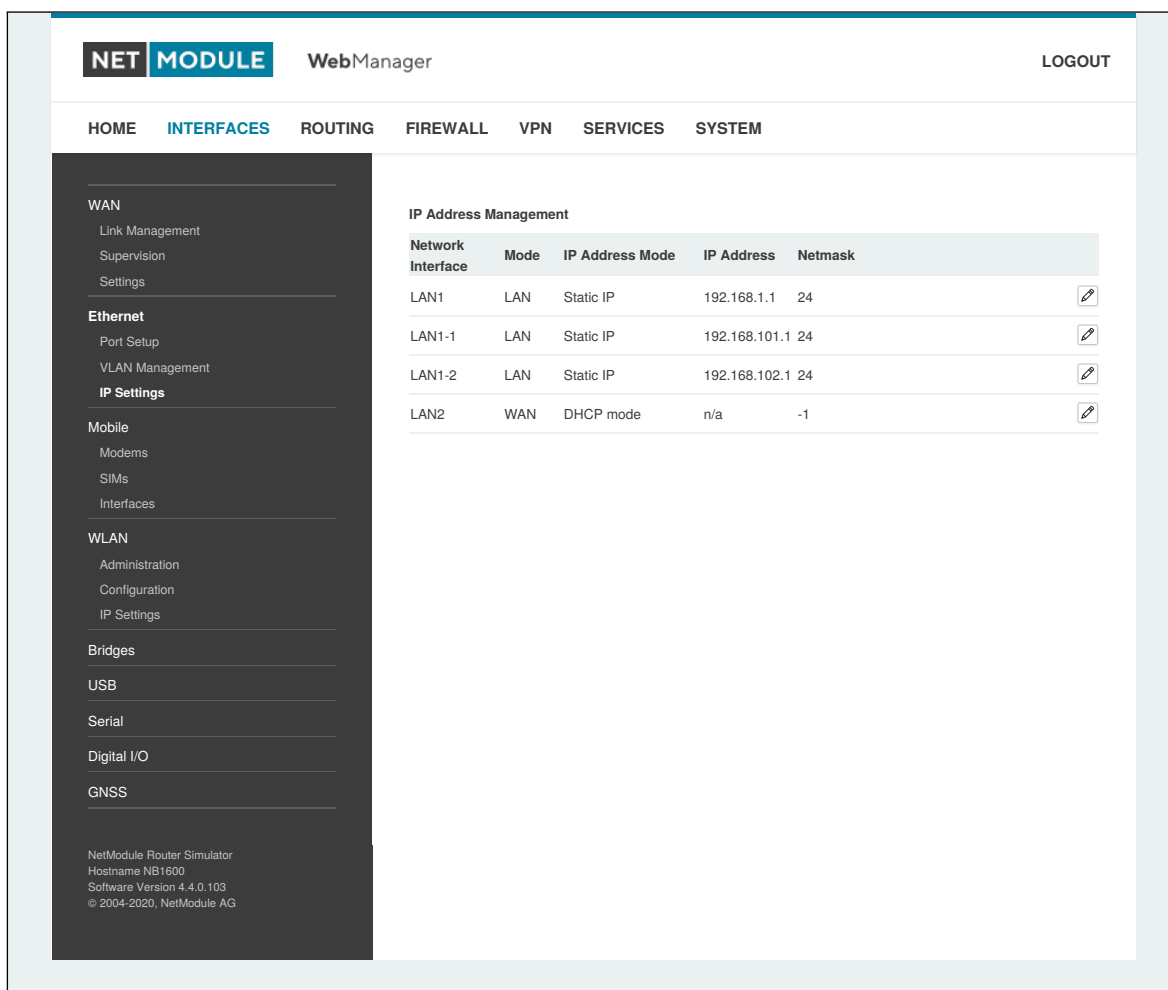 NET MODULE WebManager LOGOUT
HOME INTERFACES ROUTING FIREWALL VPN SERVICES SYSTEM
WAN
Link Management
Supervision
Settings
Ethernet
Port Setup
VLAN Management
IP Settings
Mobile
Modems
SIMs
Interfaces
WLAN
Administration
Configuration
IP Settings
Bridges
USB
Serial
Digital I/O
GNSS
NetModule Router Simulator
Hostname NB1600
Software Version 4.4.0.103
© 2004-2020, NetModule AG
IP Address Management
Network Interface Mode IP Address Mode IP Address Netmask
LAN1 LAN Static IP 192.168.1.1 24
LAN1-1 LAN Static IP 192.168.101.1 24
LAN1-2 LAN Static IP 192.168.102.1 24
LAN2 WAN DHCP mode n/a -1